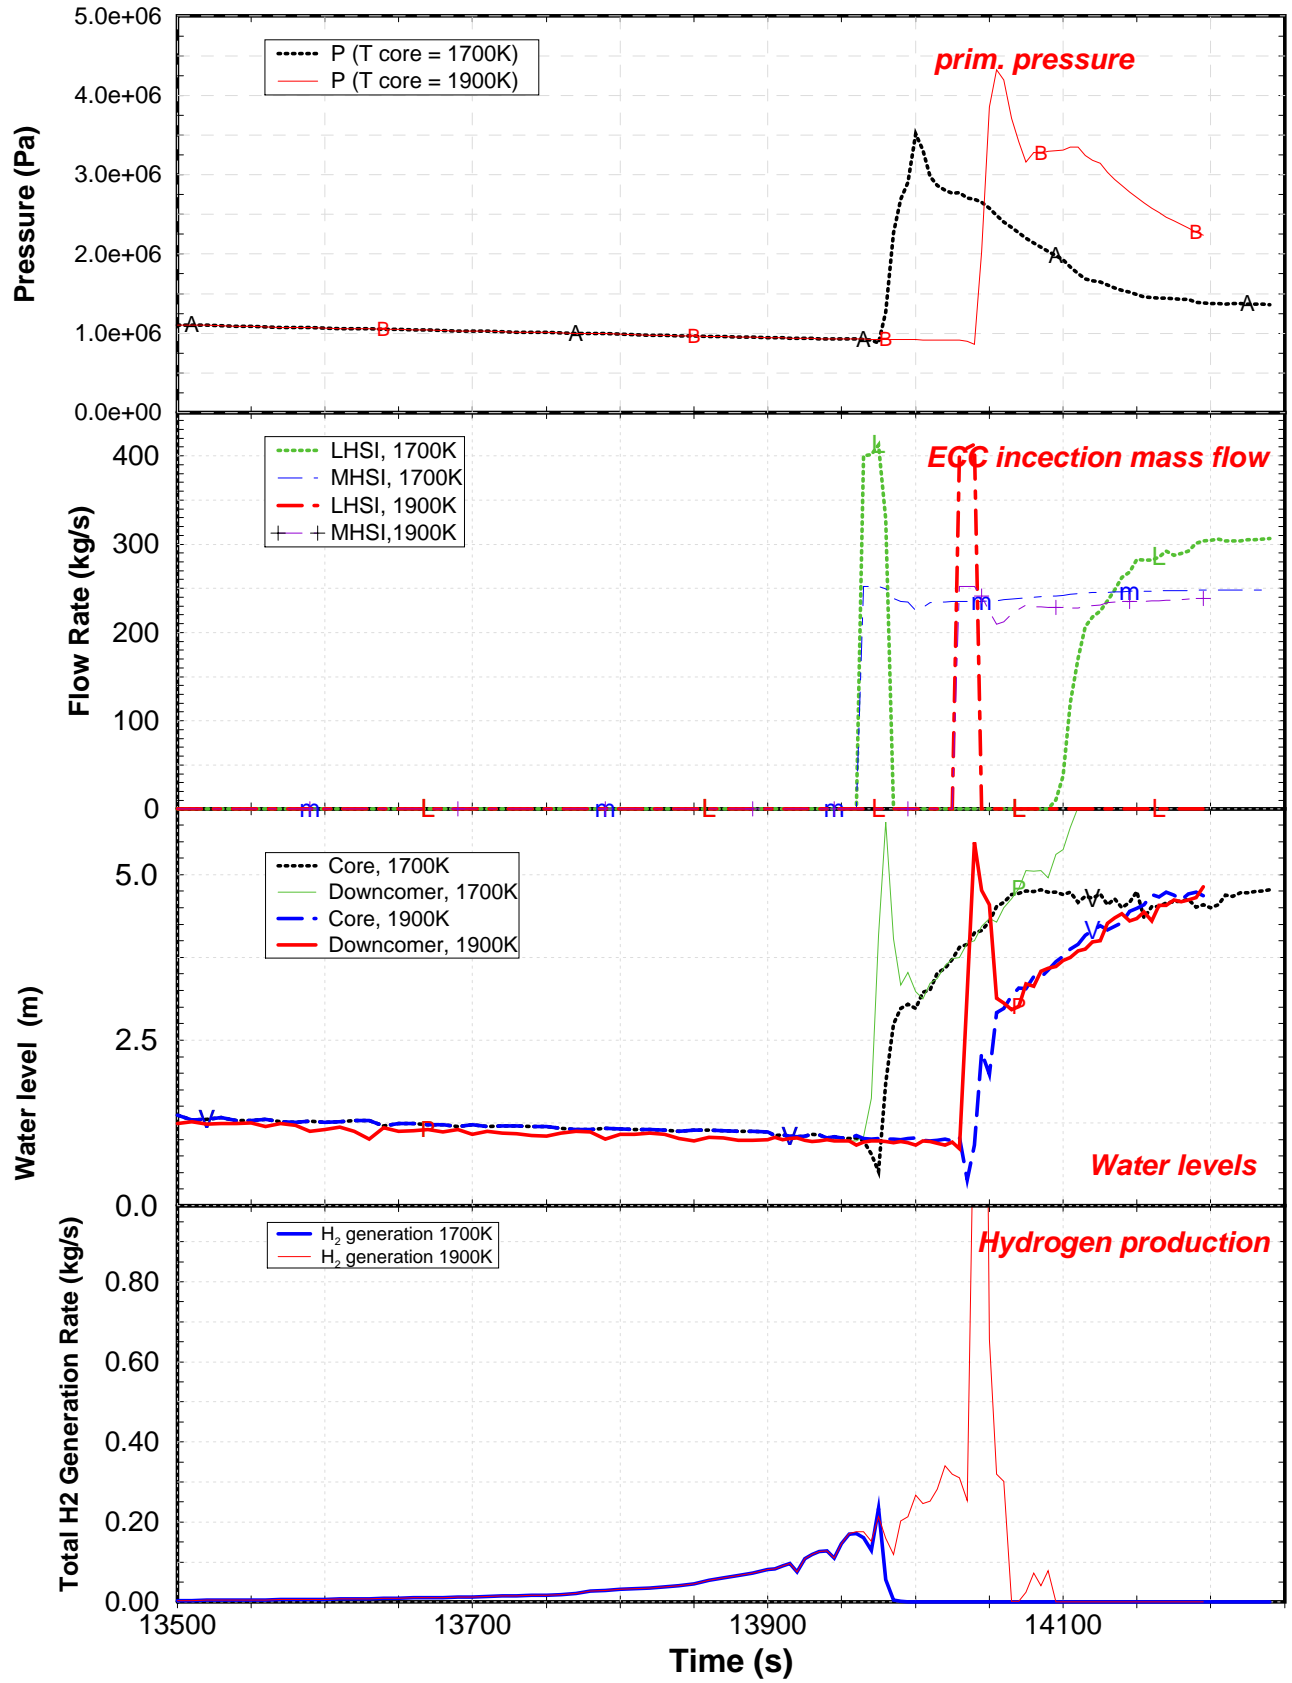 5.0e+06
4.0e+06
3.0e+06
2.0e+06
1.0e+06
0.0e+00
Pressure (Pa)
P (T core = 1700K)
P (T core = 1900K)
prim. pressure
B
A
B
A
B
A
B
A
B
A
400
300
200
100
0
Flow Rate (kg/s)
LHSI, 1700K
MHSI, 1700K
LHSI, 1900K
MHSI,1900K
ECC incection mass flow
L
L
m
m
m
L
m
L
m
L
L
L
5.0
2.5
0.0
Water level (m)
Core, 1700K
Downcomer, 1700K
Core, 1900K
Downcomer, 1900K
P
V
V
P
V
P
V
Water levels
0.80
0.60
0.40
0.20
0.00
Total H2 Generation Rate (kg/s)
H2 generation 1700K
H2 generation 1900K
Hydrogen production
13500
13700
13900
14100
Time (s)